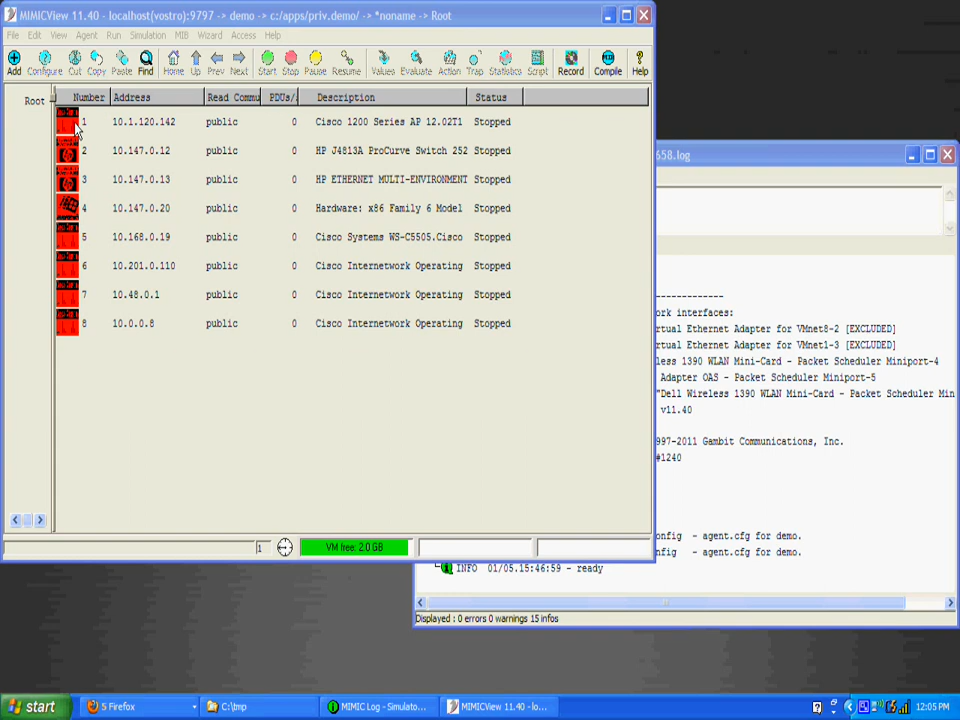 MIMICView 11.40 - localhost(vostro):9797 -> demo -> c:/apps/priv.demo/ -> *noname -> Root
File Edit View Agent Run Simulation MIB Wizard Access Help
Add Configure Cut Copy Paste Find Home Up Prev Next Start Stop Pause Resume Values Evaluate Action Trap Statistics Script Record Compile Help
Root
Number Address Read Commu PDUs/ Description Status
1 10.1.120.142 public 0 Cisco 1200 Series AP 12.02T1 Stopped
2 10.147.0.12 public 0 HP J4813A ProCurve Switch 252 Stopped
3 10.147.0.13 public 0 HP ETHERNET MULTI-ENVIRONMENT Stopped
4 10.147.0.20 public 0 Hardware: x86 Family 6 Model Stopped
5 10.168.0.19 public 0 Cisco Systems WS-C5505.Cisco Stopped
6 10.201.0.110 public 0 Cisco Internetwork Operating Stopped
7 10.48.0.1 public 0 Cisco Internetwork Operating Stopped
8 10.0.0.8 public 0 Cisco Internetwork Operating Stopped
1 VM free: 2.0 GB
658.log
------------
ork interfaces:
rtual Ethernet Adapter for VMnet8-2 [EXCLUDED]
rtual Ethernet Adapter for VMnet1-3 [EXCLUDED]
less 1390 WLAN Mini-Card - Packet Scheduler Miniport-4
Adapter OAS - Packet Scheduler Miniport-5
"Dell Wireless 1390 WLAN Mini-Card - Packet Scheduler Min
v11.40
997-2011 Gambit Communications, Inc.
#1240
onfig - agent.cfg for demo.
onfig - agent.cfg for demo.
INFO 01/05.15:46:59 - ready
Displayed : 0 errors 0 warnings 15 infos
start 5 Firefox C:\tmp MIMIC Log - Simulato... MIMICView 11.40 - lo... 12:05 PM